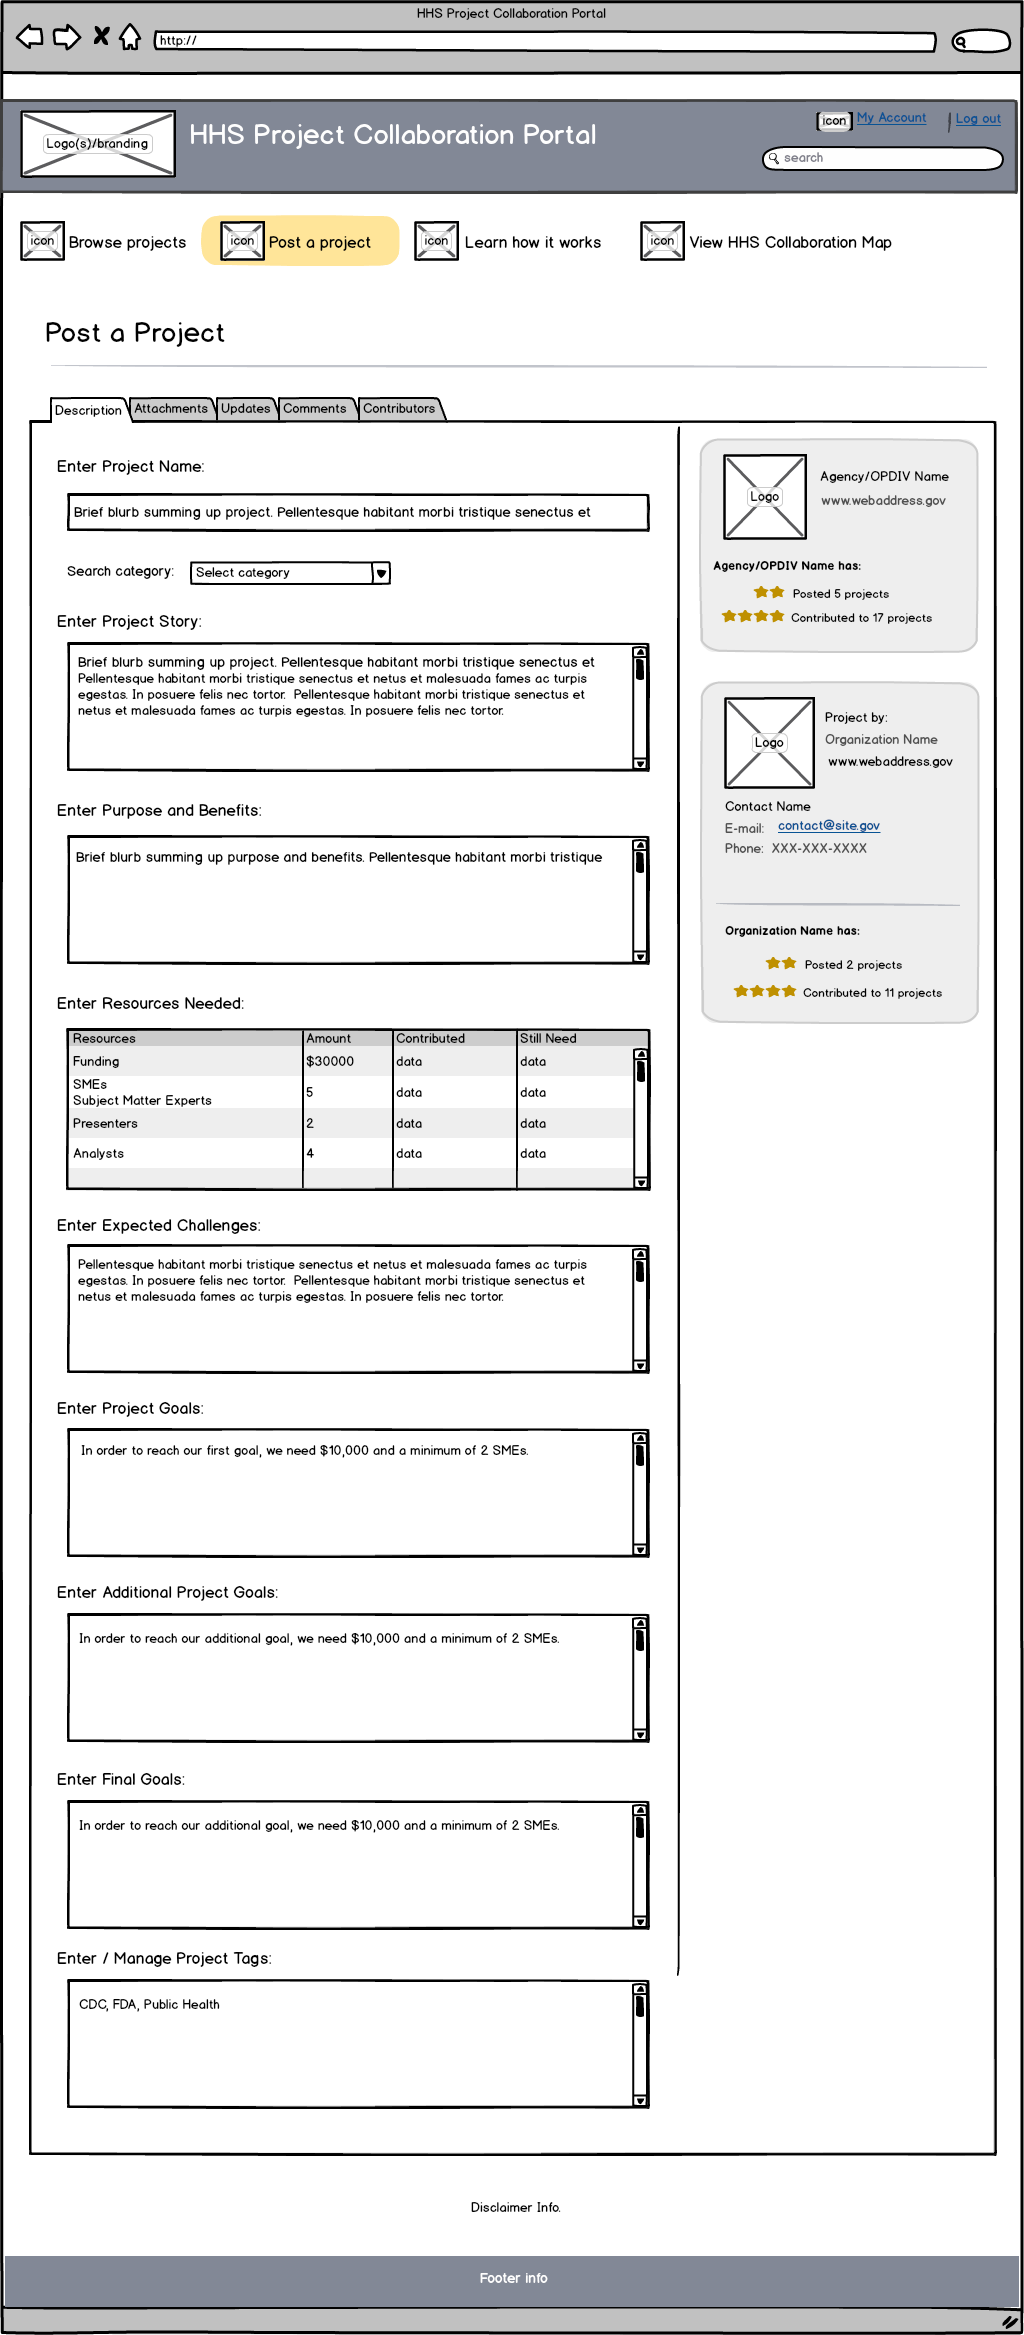 HHS Project Collaboration Portal
http://
Logo(s)/branding
HHS Project Collaboration Portal
icon
My Account
Log out
search
icon
Browse projects
icon
Post a project
icon
Learn how it works
icon
View HHS Collaboration Map
Post a Project
Description
Attachments
Updates
Comments
Contributors
Enter Project Name:
Brief blurb summing up project. Pellentesque habitant morbi tristique senectus et
Search category:
Select category
Enter Project Story:
Brief blurb summing up project. Pellentesque habitant morbi tristique senectus et
Pellentesque habitant morbi tristique senectus et netus et malesuada fames ac turpis
egestas. In posuere felis nec tortor. Pellentesque habitant morbi tristique senectus et
netus et malesuada fames ac turpis egestas. In posuere felis nec tortor.
Enter Purpose and Benefits:
Brief blurb summing up purpose and benefits. Pellentesque habitant morbi tristique
Enter Resources Needed:
Resources Amount Contributed Still Need
Funding $30000 data data
SMEs
Subject Matter Experts 5 data data
Presenters 2 data data
Analysts 4 data data
Enter Expected Challenges:
Pellentesque habitant morbi tristique senectus et netus et malesuada fames ac turpis
egestas. In posuere felis nec tortor. Pellentesque habitant morbi tristique senectus et
netus et malesuada fames ac turpis egestas. In posuere felis nec tortor.
Enter Project Goals:
In order to reach our first goal, we need $10,000 and a minimum of 2 SMEs.
Enter Additional Project Goals:
In order to reach our additional goal, we need $10,000 and a minimum of 2 SMEs.
Enter Final Goals:
In order to reach our additional goal, we need $10,000 and a minimum of 2 SMEs.
Enter / Manage Project Tags:
CDC, FDA, Public Health
Logo
Agency/OPDIV Name
www.webaddress.gov
Agency/OPDIV Name has:
Posted 5 projects
Contributed to 17 projects
Logo
Project by:
Organization Name
www.webaddress.gov
Contact Name
E-mail: contact@site.gov
Phone: XXX-XXX-XXXX
Organization Name has:
Posted 2 projects
Contributed to 11 projects
Disclaimer Info.
Footer info